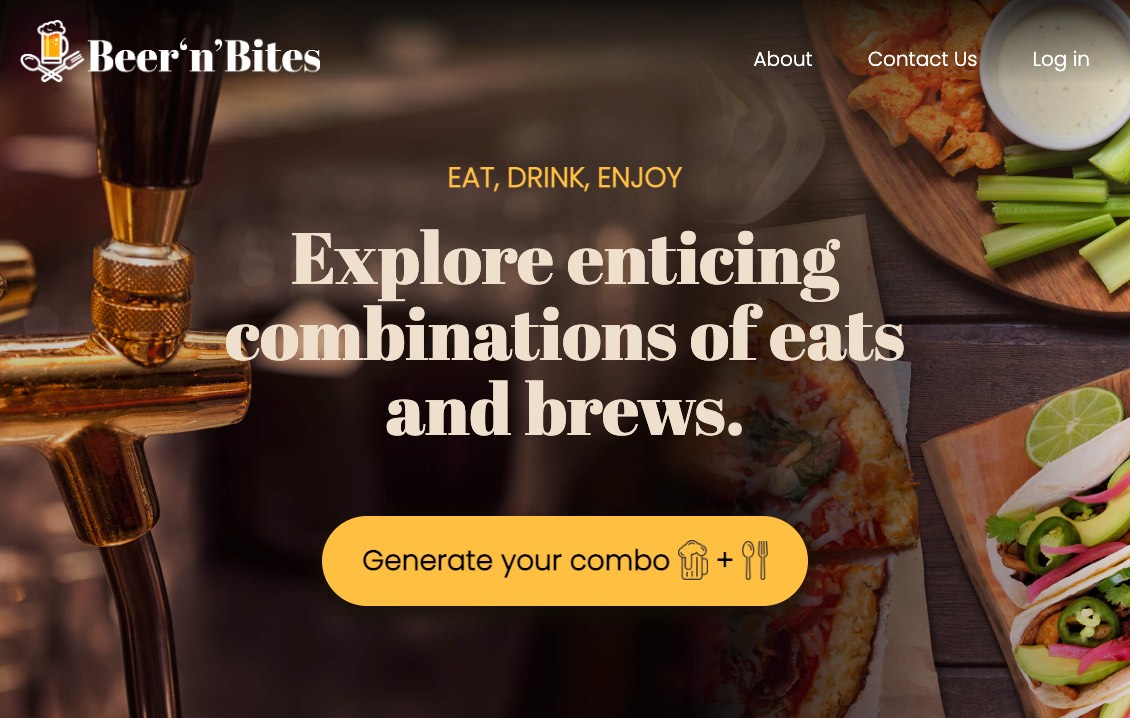 Beer‘n’Bites
About
Contact Us
Log in
EAT, DRINK, ENJOY
Explore enticing
combinations of eats
and brews.
Generate your combo +